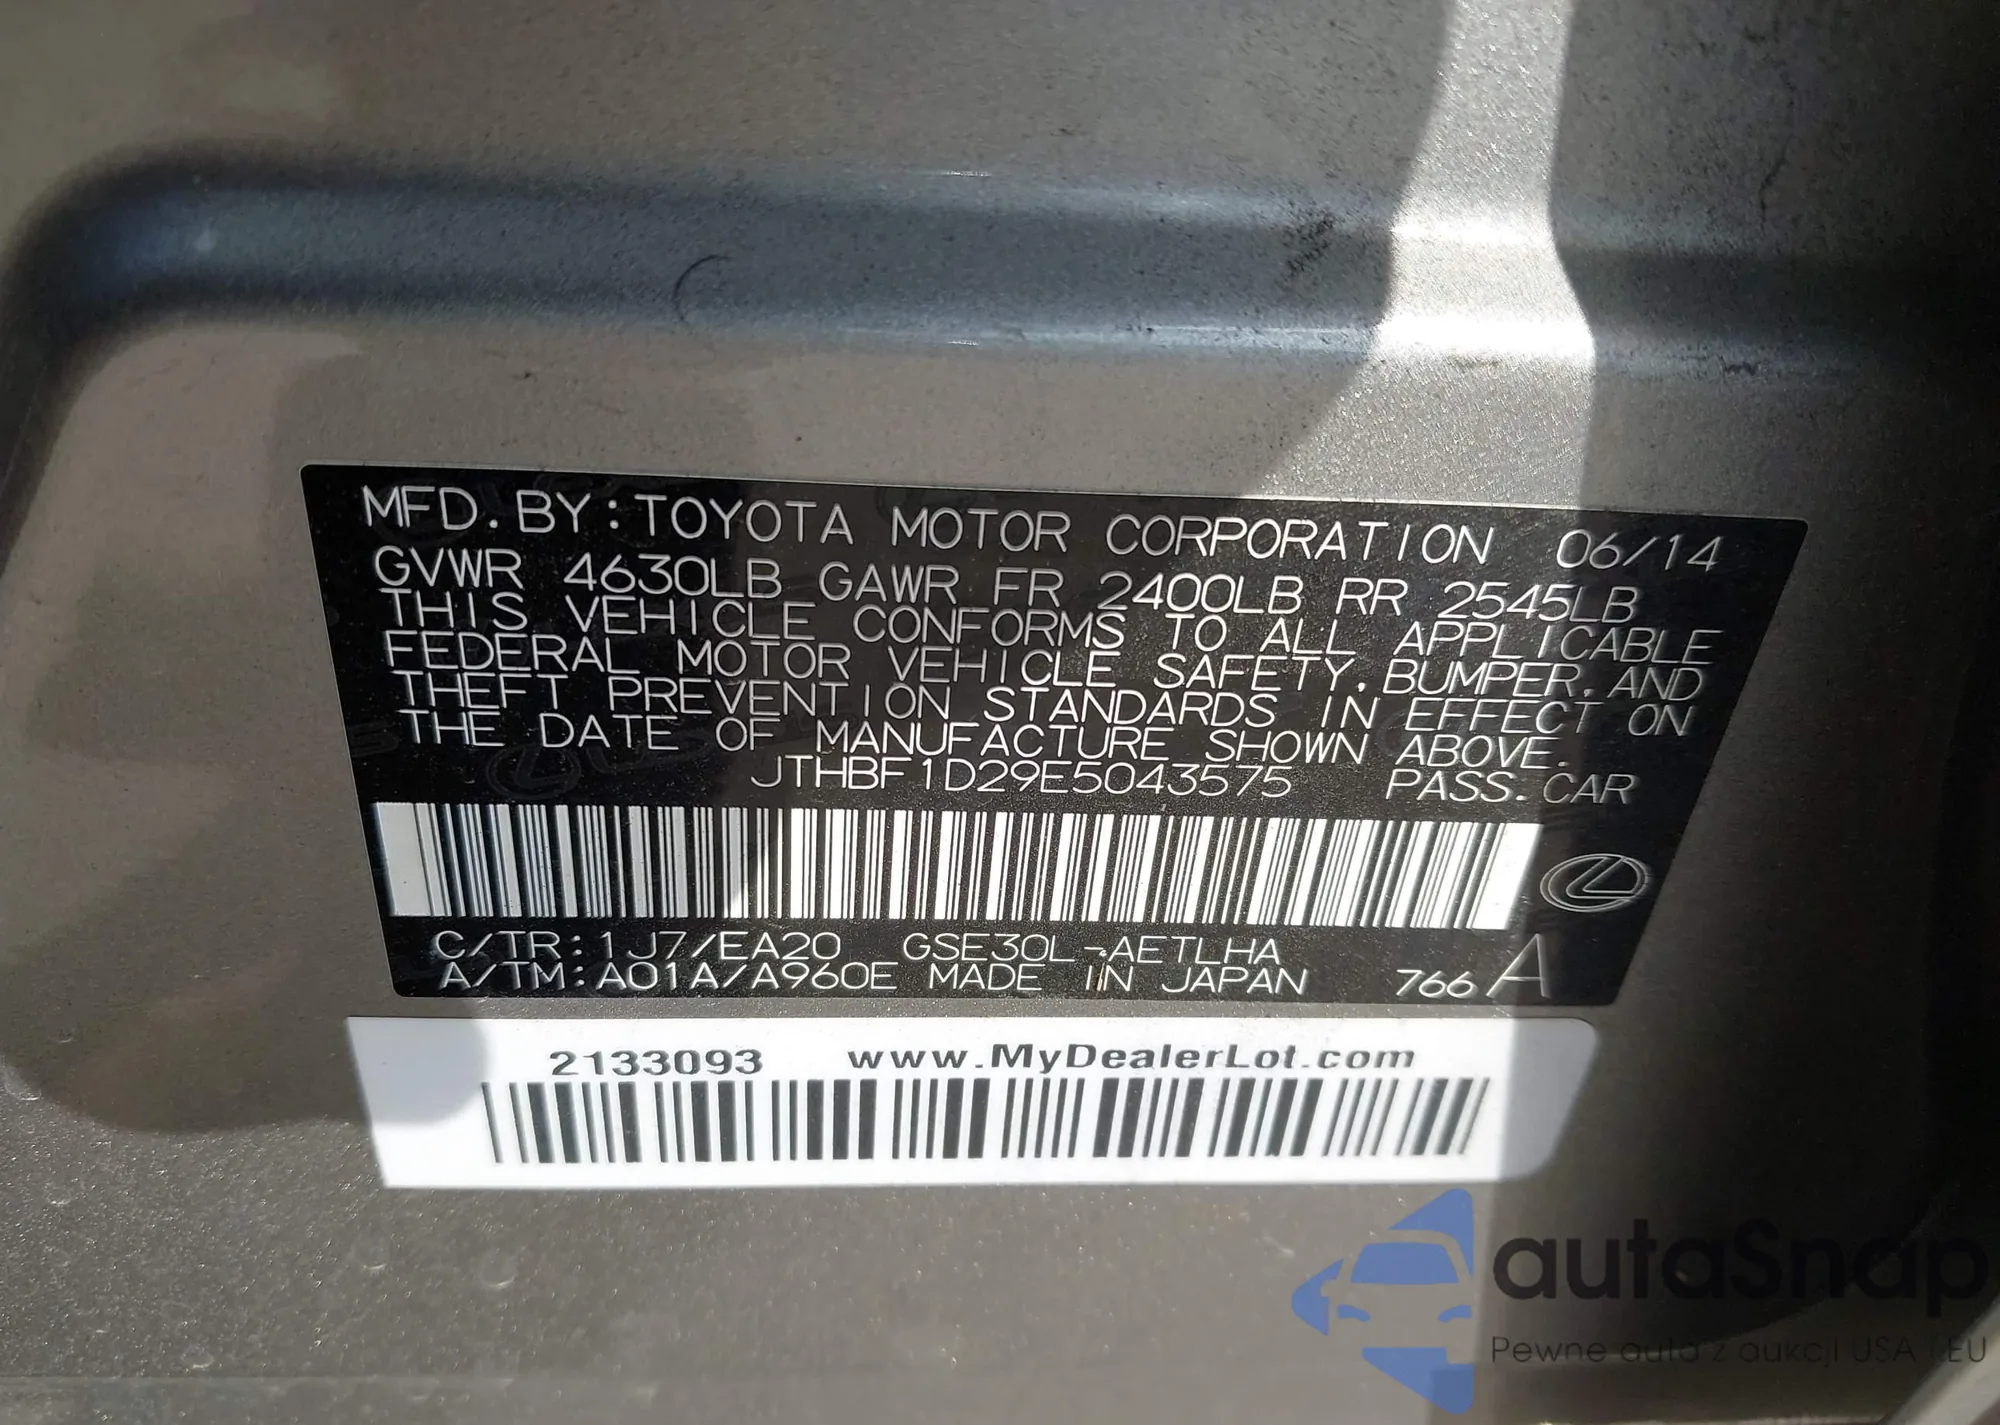 MFD. BY: TOYOTA MOTOR CORPORATION 06/14
GVWR 4630LB GAWR FR 2400LB RR 2545LB
THIS VEHICLE CONFORMS TO ALL APPLICABLE
FEDERAL MOTOR VEHICLE SAFETY, BUMPER, AND
THEFT PREVENTION STANDARDS IN EFFECT ON
THE DATE OF MANUFACTURE SHOWN ABOVE.
JTHBF1D29E5043575 PASS. CAR
C/TR: 1J7/EA20 GSE30L-AETLHA
A/TM: A01A/A960E MADE IN JAPAN 766 A
2133093 www.MyDealerLot.com
autaSnap
Pewne auta z aukcji USA i EU